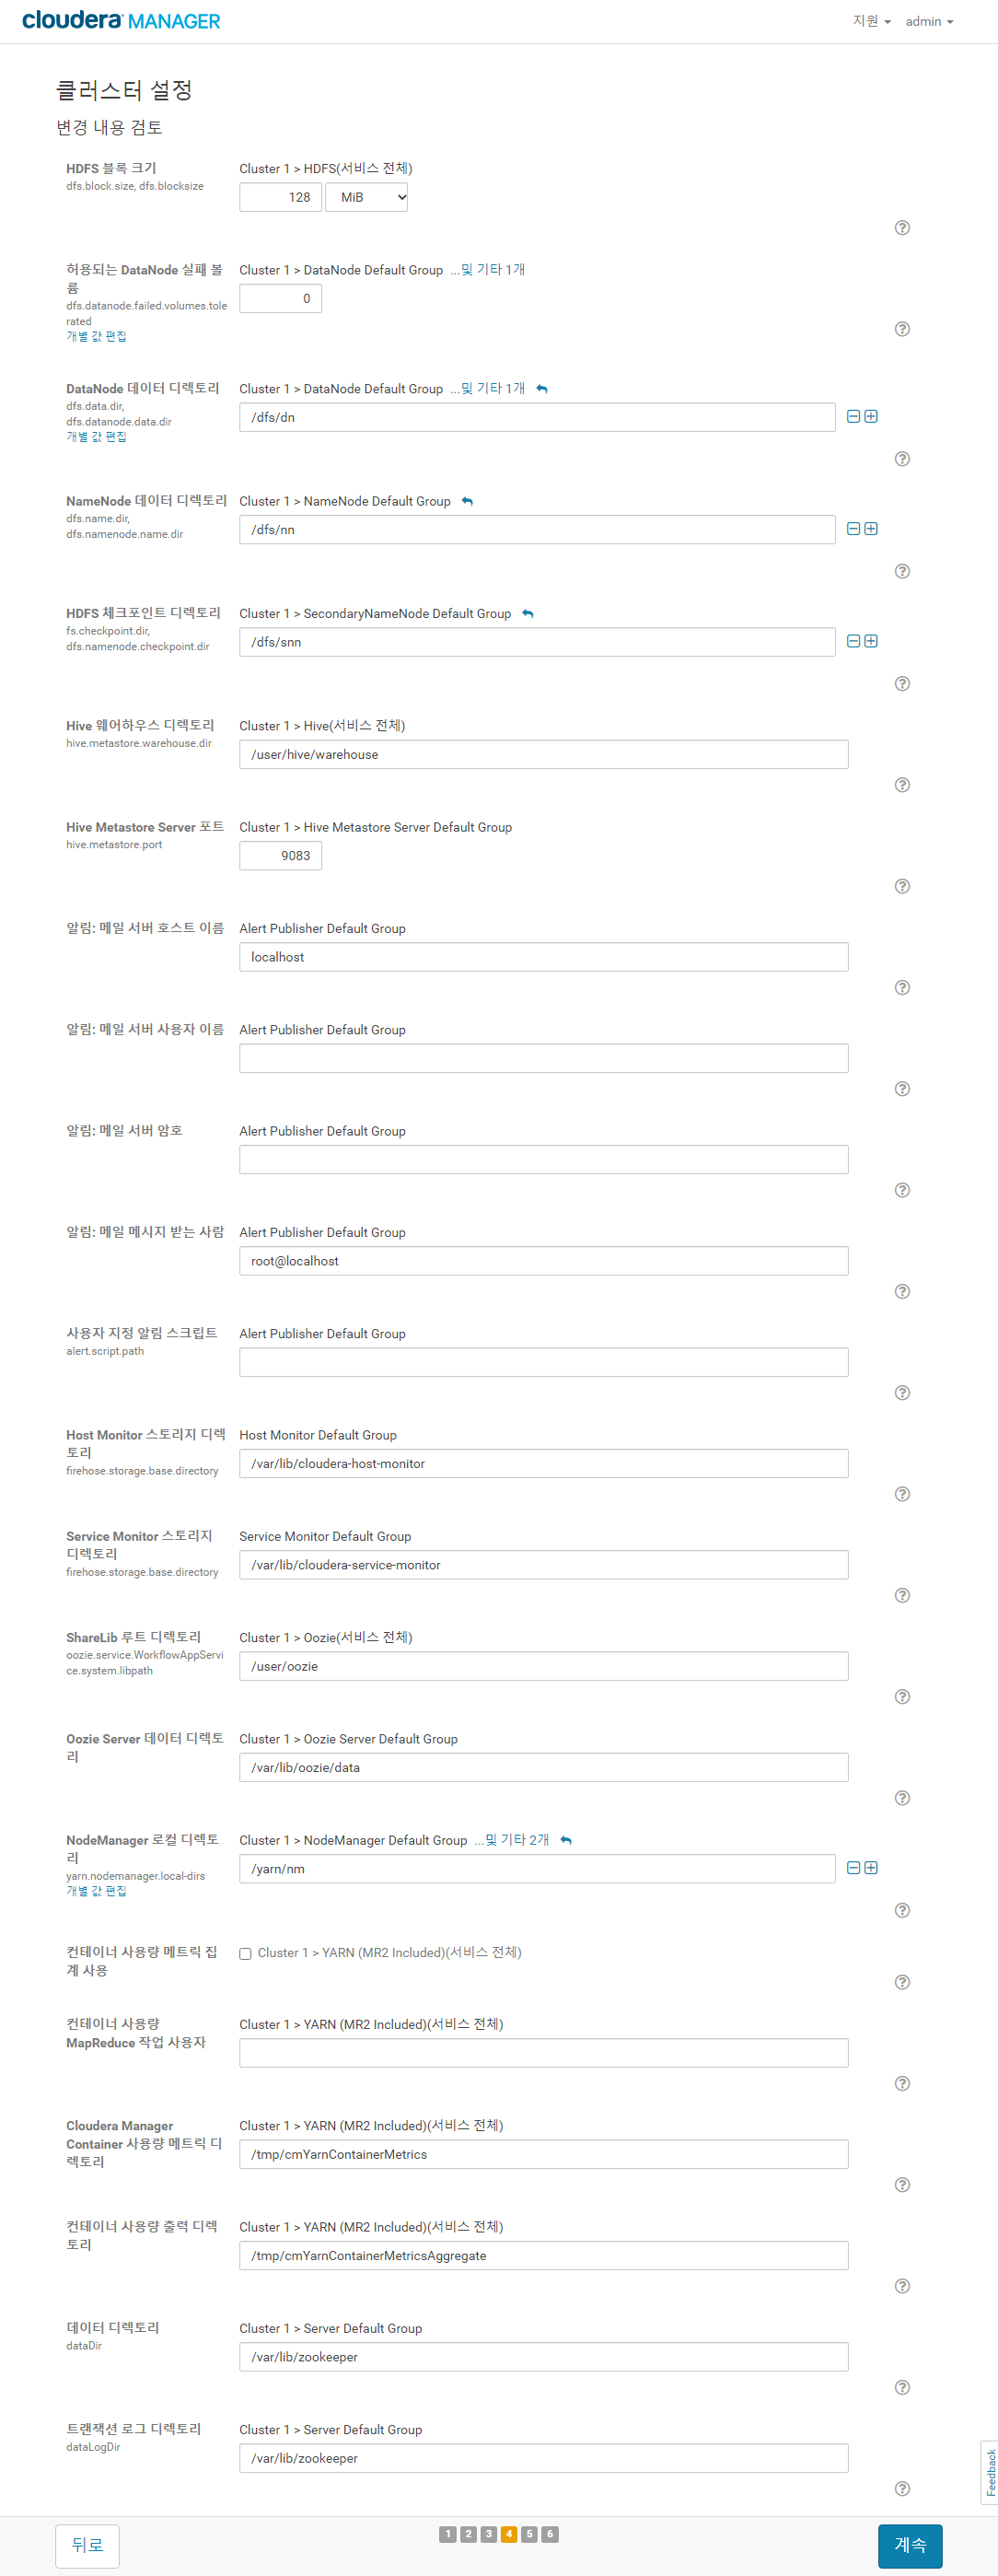 cloudera MANAGER
지원 admin
클러스터 설정
변경 내용 검토
HDFS 블록 크기
dfs.block.size, dfs.blocksize
Cluster 1 > HDFS(서비스 전체)
128 MiB
허용되는 DataNode 실패 볼
륨
dfs.datanode.failed.volumes.tole
rated
개별 값 편집
Cluster 1 > DataNode Default Group ...및 기타 1개
0
DataNode 데이터 디렉토리
dfs.data.dir,
dfs.datanode.data.dir
개별 값 편집
Cluster 1 > DataNode Default Group ...및 기타 1개
/dfs/dn
NameNode 데이터 디렉토리
dfs.name.dir,
dfs.namenode.name.dir
Cluster 1 > NameNode Default Group
/dfs/nn
HDFS 체크포인트 디렉토리
fs.checkpoint.dir,
dfs.namenode.checkpoint.dir
Cluster 1 > SecondaryNameNode Default Group
/dfs/snn
Hive 웨어하우스 디렉토리
hive.metastore.warehouse.dir
Cluster 1 > Hive(서비스 전체)
/user/hive/warehouse
Hive Metastore Server 포트
hive.metastore.port
Cluster 1 > Hive Metastore Server Default Group
9083
알림: 메일 서버 호스트 이름
Alert Publisher Default Group
localhost
알림: 메일 서버 사용자 이름
Alert Publisher Default Group
알림: 메일 서버 암호
Alert Publisher Default Group
알림: 메일 메시지 받는 사람
Alert Publisher Default Group
root@localhost
사용자 지정 알림 스크립트
alert.script.path
Alert Publisher Default Group
Host Monitor 스토리지 디렉
토리
firehose.storage.base.directory
Host Monitor Default Group
/var/lib/cloudera-host-monitor
Service Monitor 스토리지
디렉토리
firehose.storage.base.directory
Service Monitor Default Group
/var/lib/cloudera-service-monitor
ShareLib 루트 디렉토리
oozie.service.WorkflowAppServi
ce.system.libpath
Cluster 1 > Oozie(서비스 전체)
/user/oozie
Oozie Server 데이터 디렉토
리
Cluster 1 > Oozie Server Default Group
/var/lib/oozie/data
NodeManager 로컬 디렉토
리
yarn.nodemanager.local-dirs
개별 값 편집
Cluster 1 > NodeManager Default Group ...및 기타 2개
/yarn/nm
컨테이너 사용량 메트릭 집
계 사용
Cluster 1 > YARN (MR2 Included)(서비스 전체)
컨테이너 사용량
MapReduce 작업 사용자
Cluster 1 > YARN (MR2 Included)(서비스 전체)
Cloudera Manager
Container 사용량 메트릭 디
렉토리
Cluster 1 > YARN (MR2 Included)(서비스 전체)
/tmp/cmYarnContainerMetrics
컨테이너 사용량 출력 디렉
토리
Cluster 1 > YARN (MR2 Included)(서비스 전체)
/tmp/cmYarnContainerMetricsAggregate
데이터 디렉토리
dataDir
Cluster 1 > Server Default Group
/var/lib/zookeeper
트랜잭션 로그 디렉토리
dataLogDir
Cluster 1 > Server Default Group
/var/lib/zookeeper
Feedback
뒤로
1 2 3 4 5 6
계속